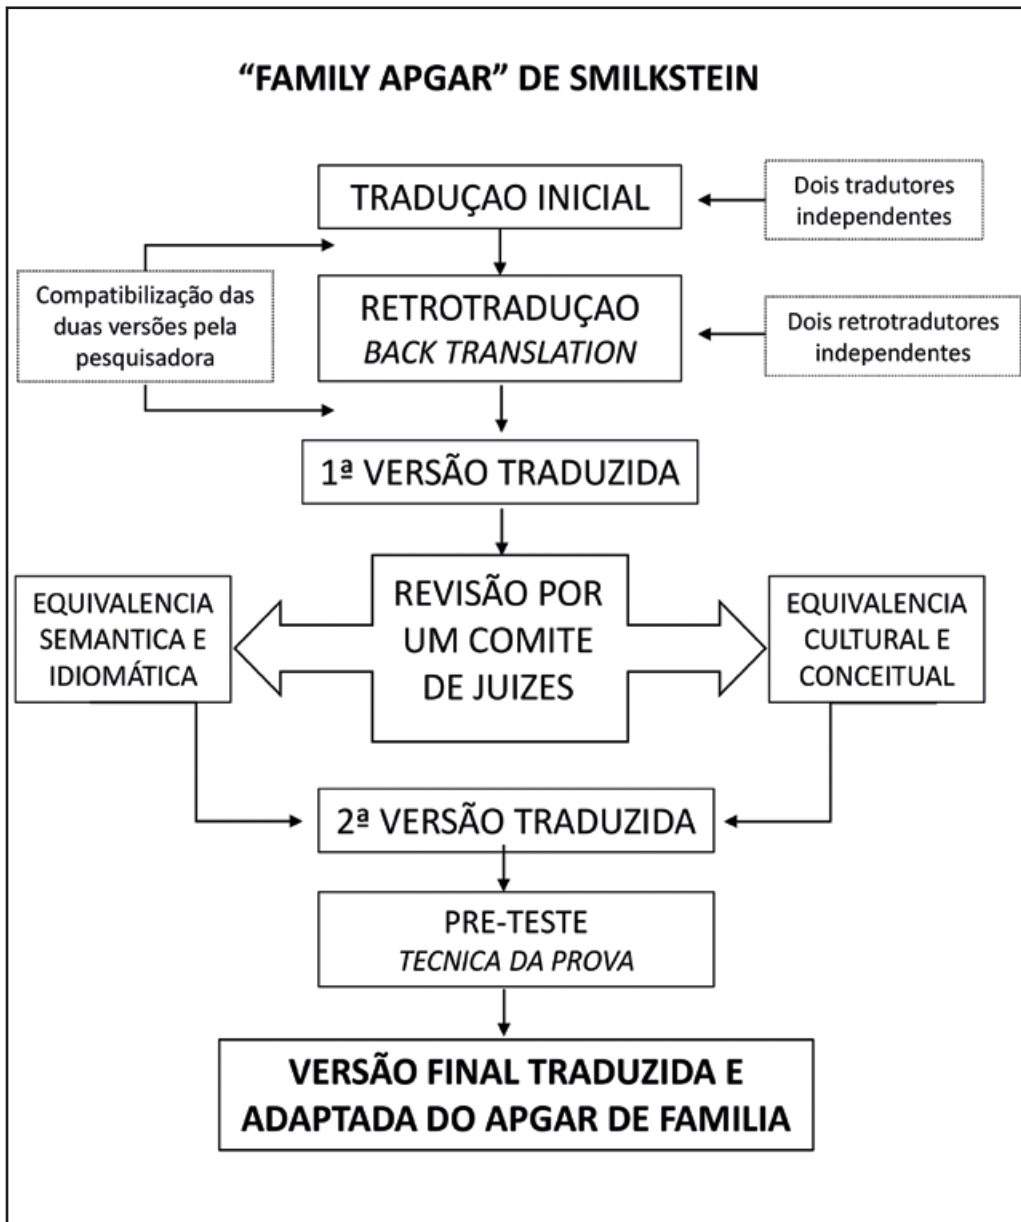 “FAMILY APGAR” DE SMILKSTEIN
TRADUÇAO INICIAL
Dois tradutores
independentes
Compatibilização das
duas versões pela
pesquisadora
RETROTRADUÇAO
BACK TRANSLATION
Dois retrotradutores
independentes
1ª VERSÃO TRADUZIDA
EQUIVALENCIA
SEMANTICA E
IDIOMÁTICA
REVISÃO POR
UM COMITE
DE JUIZES
EQUIVALENCIA
CULTURAL E
CONCEITUAL
2ª VERSÃO TRADUZIDA
PRE-TESTE
TECNICA DA PROVA
VERSÃO FINAL TRADUZIDA E
ADAPTADA DO APGAR DE FAMILIA